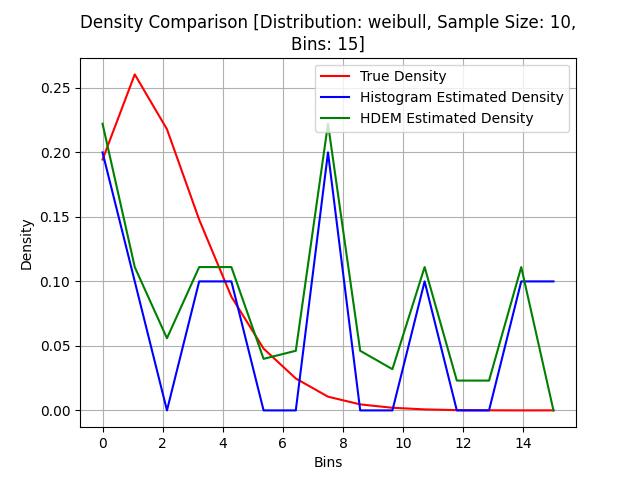 Density Comparison [Distribution: weibull, Sample Size: 10,
Bins: 15]
True Density
Histogram Estimated Density
HDEM Estimated Density
Density
0.25
0.20
0.15
0.10
0.05
0.00
0 2 4 6 8 10 12 14
Bins